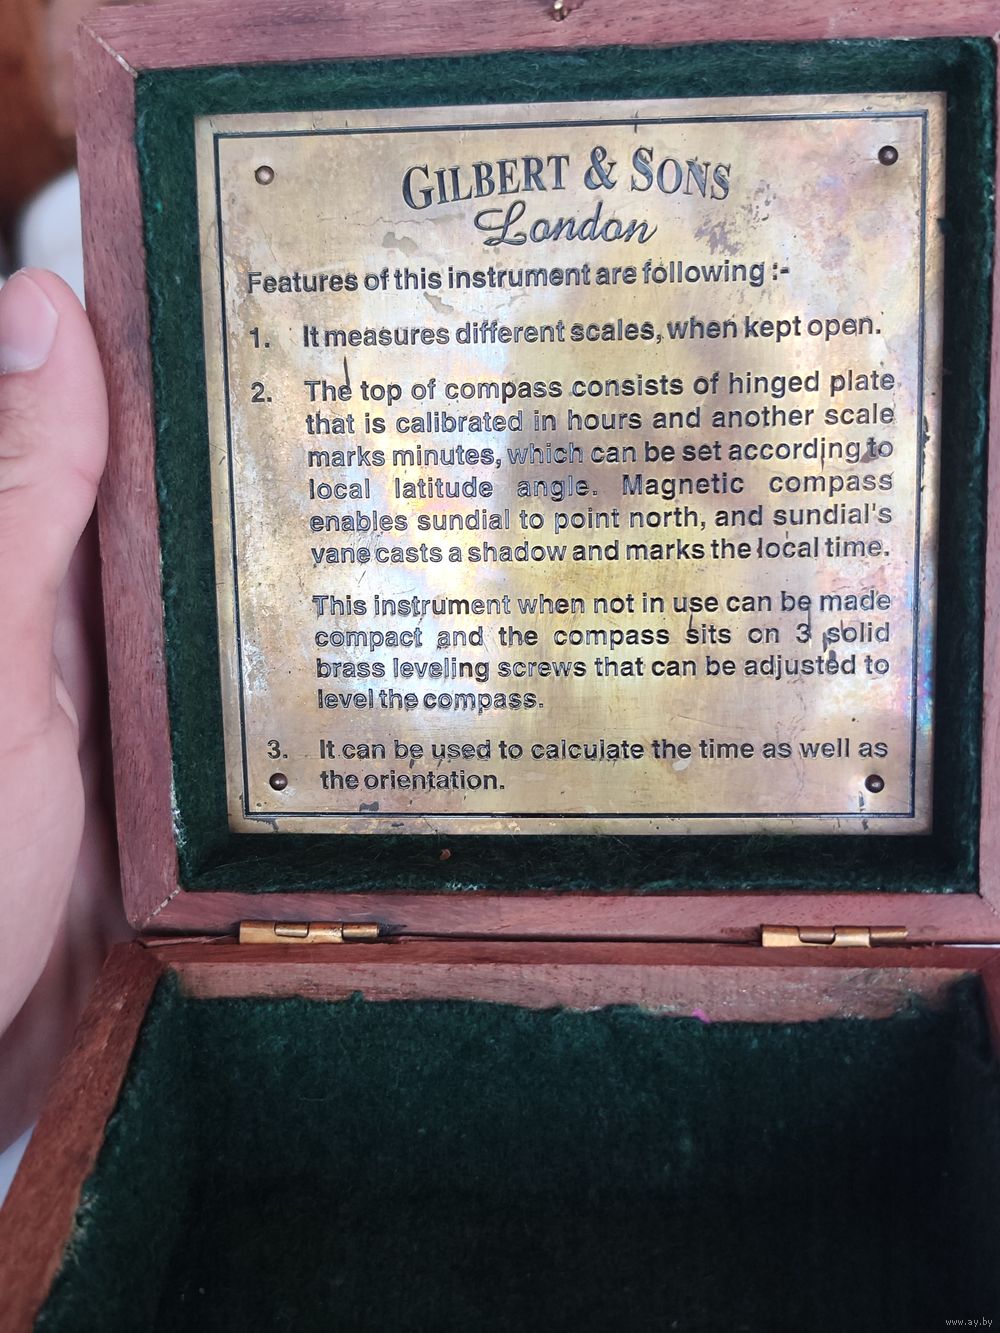 GILBERT & SONS
London
Features of this instrument are following :-
1. It measures different scales, when kept open.
2. The top of compass consists of hinged plate
that is calibrated in hours and another scale
marks minutes, which can be set according to
local latitude angle. Magnetic compass
enables sundial to point north, and sundial's
vane casts a shadow and marks the local time.
This instrument when not in use can be made
compact and the compass sits on 3 solid
brass leveling screws that can be adjusted to
level the compass.
3. It can be used to calculate the time as well as
the orientation.
www.ay.by